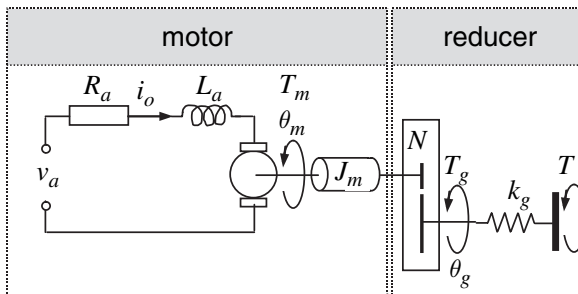 motor
reducer
R_a
i_o
L_a
T_m
θ_m
v_a
J_m
N
T_g
k_g
T
θ_g